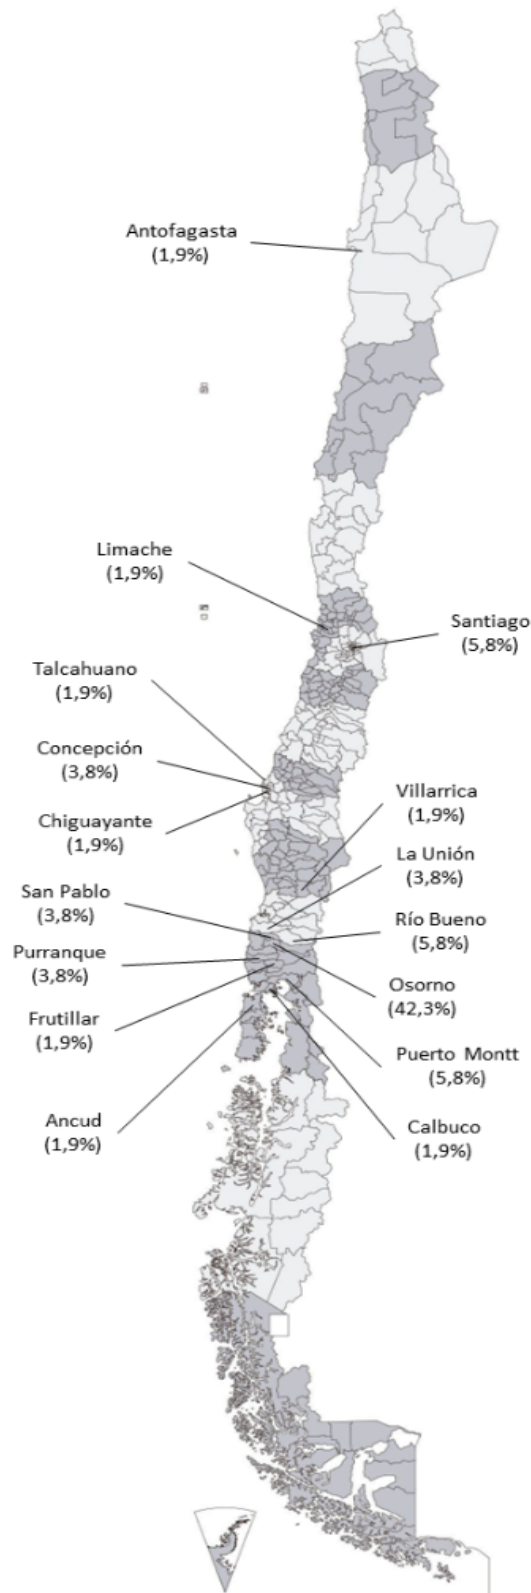 Antofagasta
(1,9%)
Limache
(1,9%)
Santiago
(5,8%)
Talcahuano
(1,9%)
Concepción
(3,8%)
Chiguayante
(1,9%)
Villarrica
(1,9%)
La Unión
(3,8%)
San Pablo
(3,8%)
Río Bueno
(5,8%)
Purranque
(3,8%)
Osorno
(42,3%)
Frutillar
(1,9%)
Puerto Montt
(5,8%)
Ancud
(1,9%)
Calbuco
(1,9%)